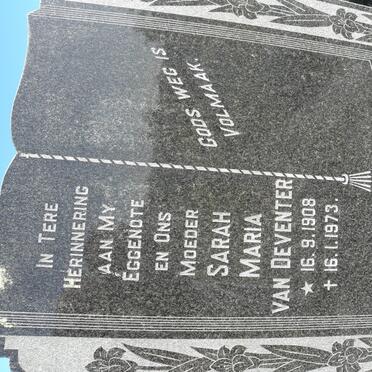 IN TERE
HERINNERING
AAN MY
EGGENOTE
EN ONS
MOEDER
SARAH
MARIA
VAN DEVENTER
★ 16.9.1908
✝ 16.1.1973.
GODS WEG IS
VOLMAAK.